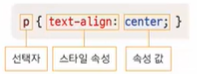 p { text-align: center; }
선택자 스타일 속성 속성 값